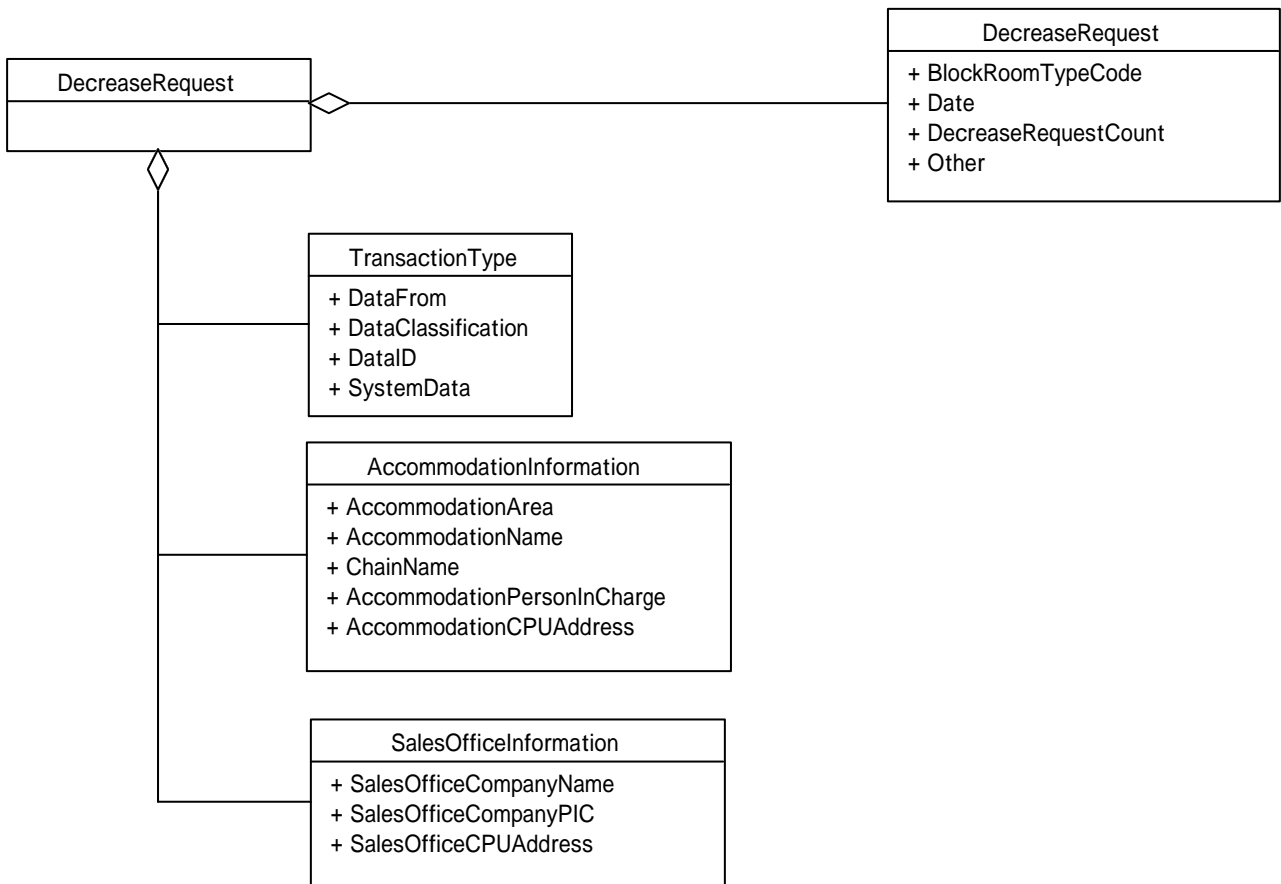 DecreaseRequest
DecreaseRequest
+ BlockRoomTypeCode
+ Date
+ DecreaseRequestCount
+ Other
TransactionType
+ DataFrom
+ DataClassification
+ DataID
+ SystemData
AccommodationInformation
+ AccommodationArea
+ AccommodationName
+ ChainName
+ AccommodationPersonInCharge
+ AccommodationCPUAddress
SalesOfficeInformation
+ SalesOfficeCompanyName
+ SalesOfficeCompanyPIC
+ SalesOfficeCPUAddress